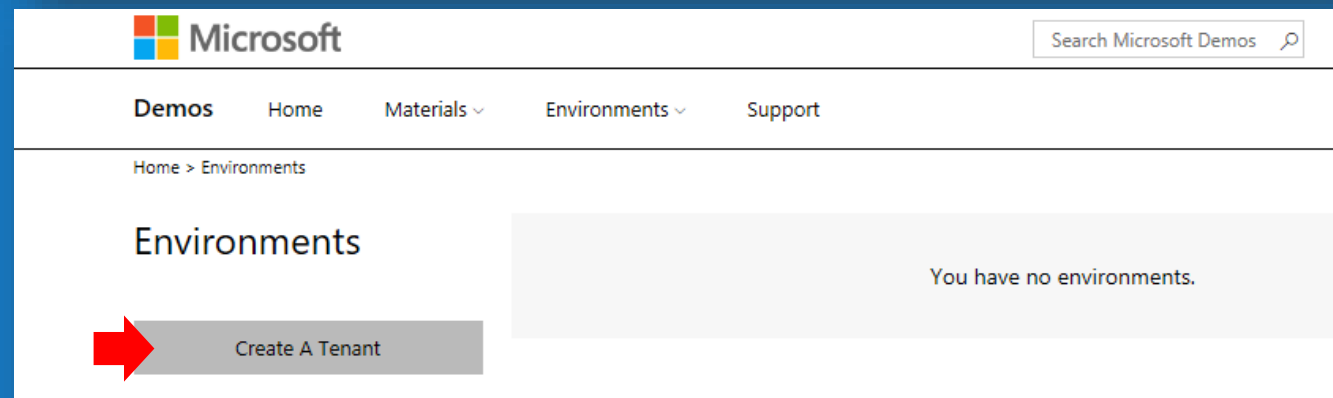 Microsoft
Search Microsoft Demos
Demos Home Materials Environments Support
Home > Environments
Environments
You have no environments.
Create A Tenant